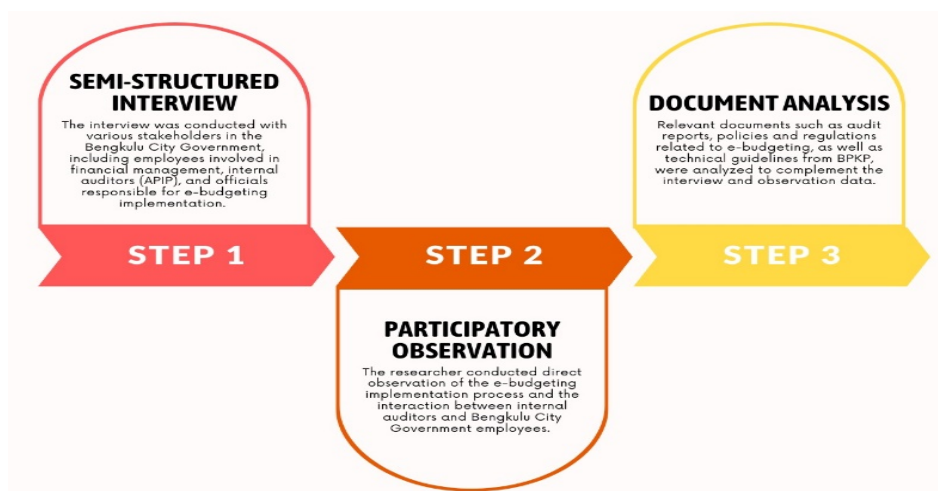 SEMI-STRUCTURED
INTERVIEW
The interview was conducted with
various stakeholders in the
Bengkulu City Government,
including employees involved in
financial management, internal
auditors (APIP), and officials
responsible for e-budgeting
implementation.
STEP 1
STEP 2
PARTICIPATORY
OBSERVATION
The researcher conducted direct
observation of the e-budgeting
implementation process and the
interaction between internal
auditors and Bengkulu City
Government employees.
DOCUMENT ANALYSIS
Relevant documents such as audit
reports, policies and regulations
related to e-budgeting, as well as
technical guidelines from BPKP,
were analyzed to complement the
interview and observation data.
STEP 3